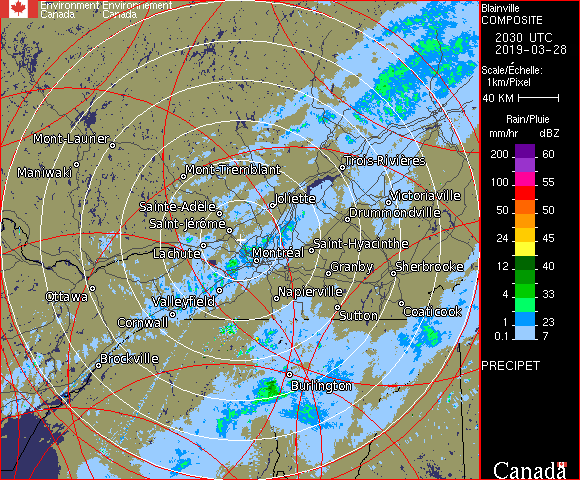 Environment Environnement
Canada Canada
Blainville
COMPOSITE
2030 UTC
2019-03-28
Scale/Échelle:
1km/Pixel
40 KM
Rain/Pluie
mm/hr dBZ
200 60
100 55
50 50
24 45
12 40
4 33
1 23
0.1 7
PRECIPET
Canada
Mont-Laurier
Maniwaki
Mont-Tremblant
Trois-Rivières
Sainte-Adèle
Joliette
Victoriaville
Saint-Jérôme
Drummondville
Lachute
Montréal
Saint-Hyacinthe
Granby
Sherbrooke
Ottawa
Valleyfield
Napierville
Cornwall
Sutton
Coaticook
Brockville
Burlington